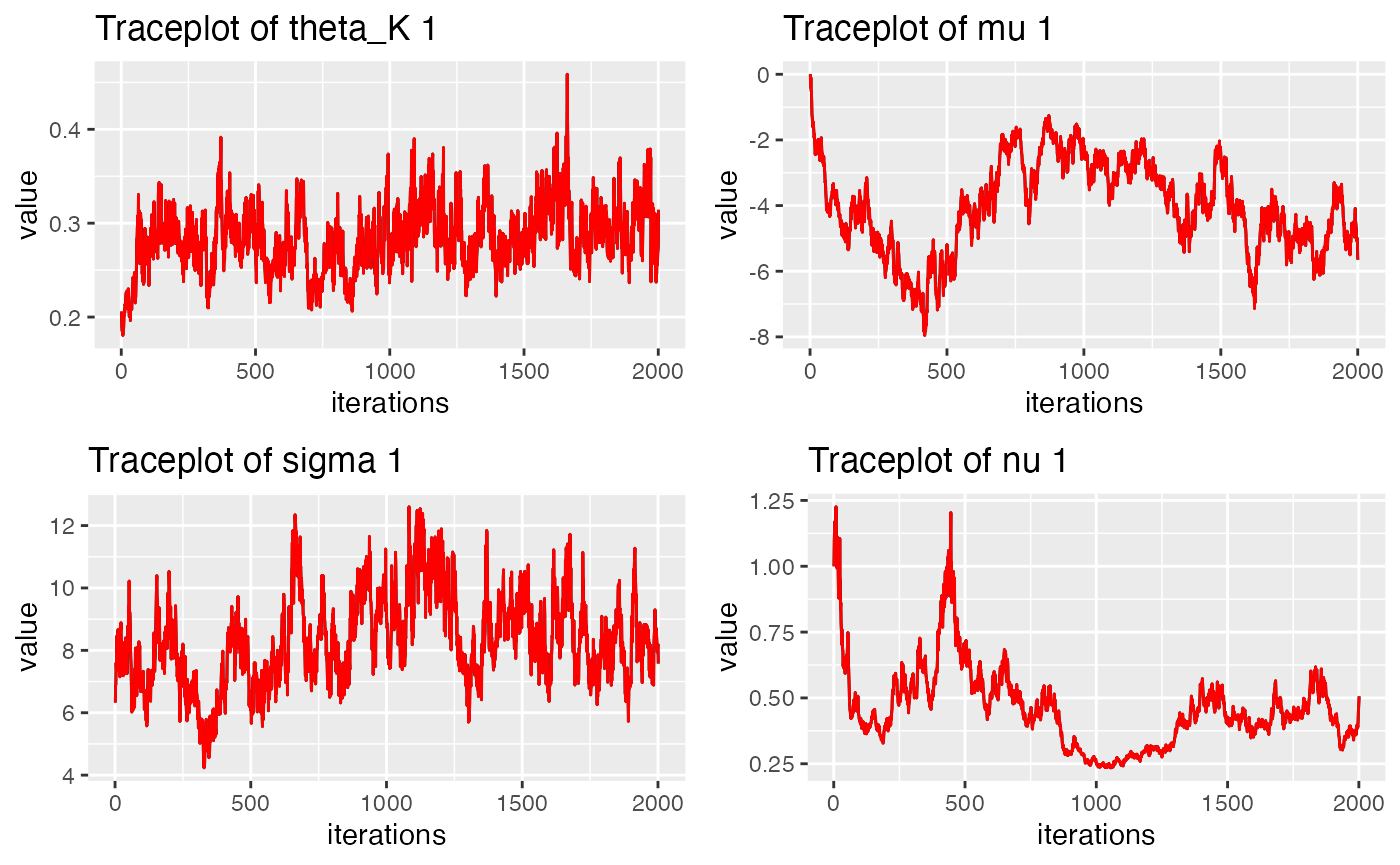 Traceplot of theta_K 1
value
0.4
0.3
0.2
0 500 1000 1500 2000
iterations
Traceplot of mu 1
value
0
-2
-4
-6
-8
0 500 1000 1500 2000
iterations
Traceplot of sigma 1
value
12
10
8
6
4
0 500 1000 1500 2000
iterations
Traceplot of nu 1
value
1.25
1.00
0.75
0.50
0.25
0 500 1000 1500 2000
iterations